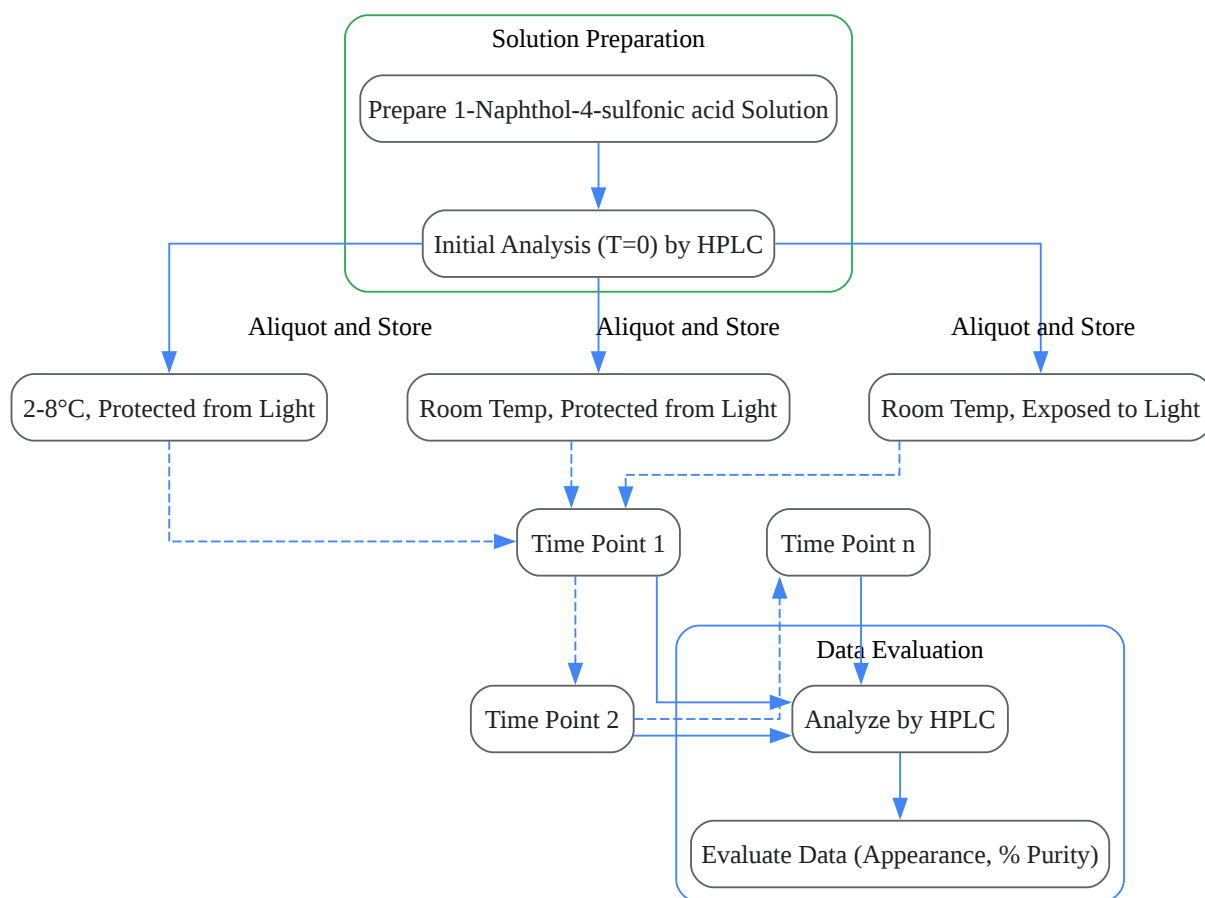 Solution Preparation
Prepare 1-Naphthol-4-sulfonic acid Solution
Initial Analysis (T=0) by HPLC
Aliquot and Store
Aliquot and Store
Aliquot and Store
2-8°C, Protected from Light
Room Temp, Protected from Light
Room Temp, Exposed to Light
Time Point 1
Time Point n
Data Evaluation
Time Point 2
Analyze by HPLC
Evaluate Data (Appearance, % Purity)